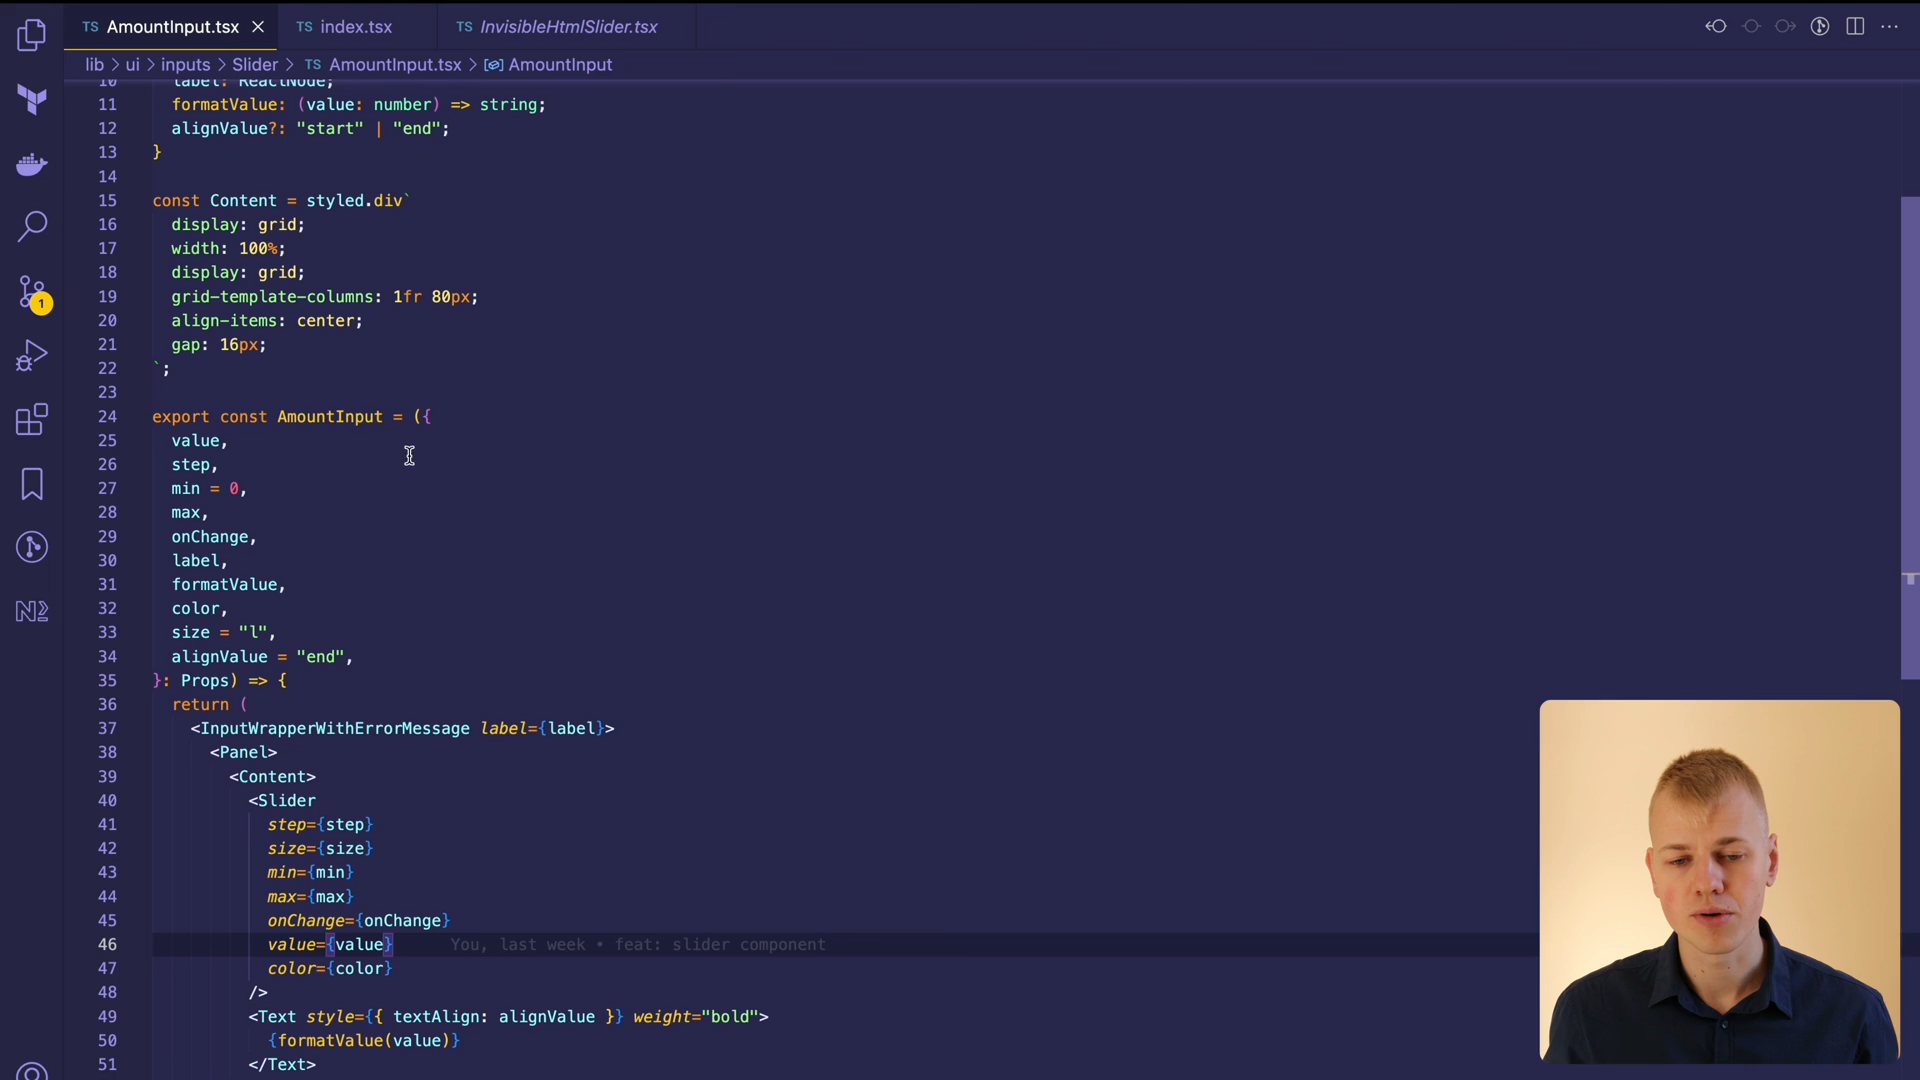 TS AmountInput.tsx
TS index.tsx
TS InvisibleHtmlSlider.tsx
lib > ui > inputs > Slider > TS AmountInput.tsx > AmountInput
10 label: ReactNode;
11 formatValue: (value: number) => string;
12 alignValue?: "start" | "end";
13 }
14
15 const Content = styled.div`
16 display: grid;
17 width: 100%;
18 display: grid;
19 grid-template-columns: 1fr 80px;
20 align-items: center;
21 gap: 16px;
22 `;
23
24 export const AmountInput = ({
25 value,
26 step,
27 min = 0,
28 max,
29 onChange,
30 label,
31 formatValue,
32 color,
33 size = "l",
34 alignValue = "end",
35 }: Props) => {
36 return (
37 <InputWrapperWithErrorMessage label={label}>
38 <Panel>
39 <Content>
40 <Slider
41 step={step}
42 size={size}
43 min={min}
44 max={max}
45 onChange={onChange}
46 value={value} You, last week • feat: slider component
47 color={color}
48 />
49 <Text style={{ textAlign: alignValue }} weight="bold">
50 {formatValue(value)}
51 </Text>
1